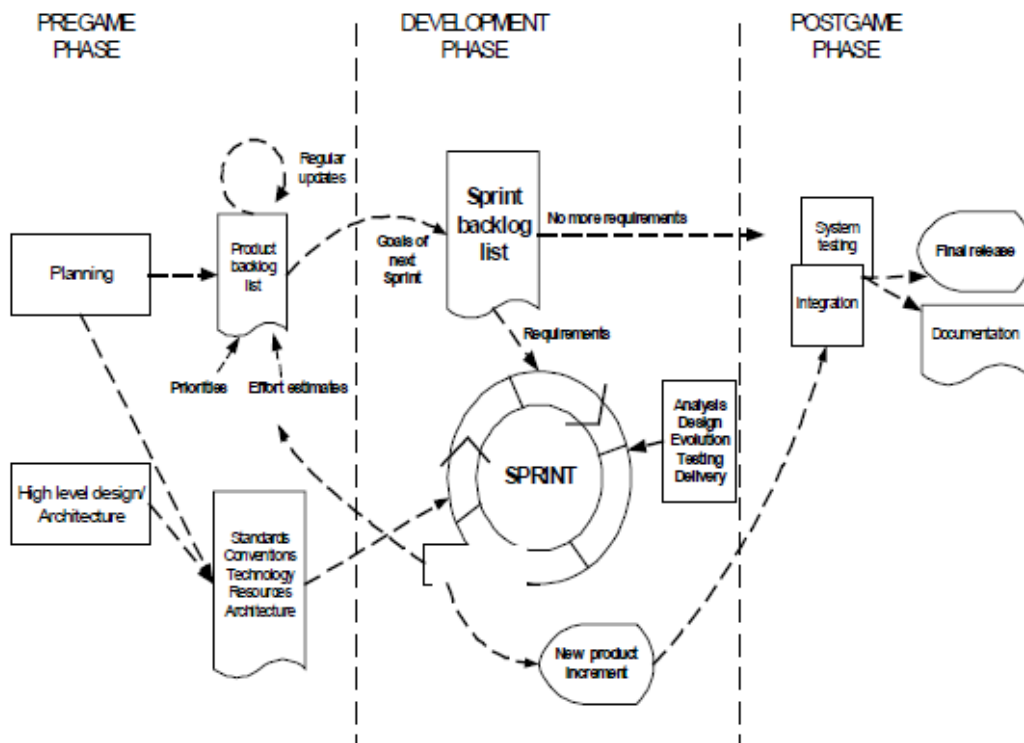 PREGAME
PHASE
DEVELOPMENT
PHASE
POSTGAME
PHASE
Regular
updates
Planning
Product
backlog
list
Priorities
Effort estimates
High level design/
Architecture
Standards
Conventions
Technology
Resources
Architecture
Goals of
next
Sprint
Sprint
backlog
list
No more requirements
Requirements
SPRINT
Analysis
Design
Evolution
Testing
Delivery
New product
increment
System
testing
Integration
Final release
Documentation